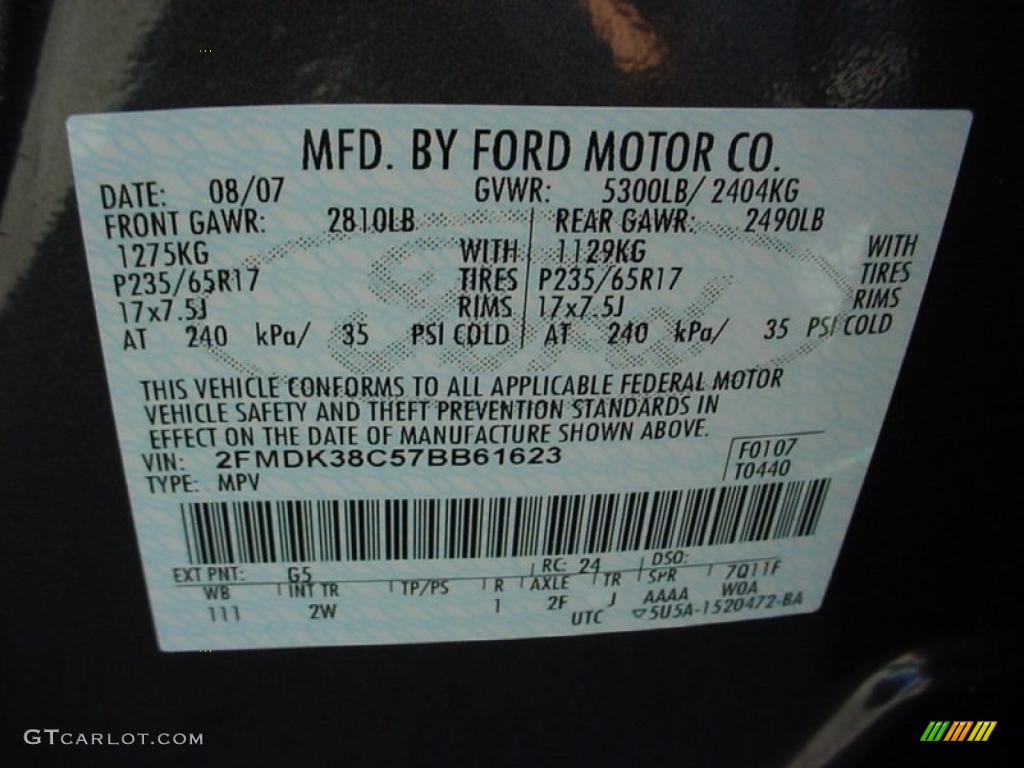 MFD. BY FORD MOTOR CO.
DATE: 08/07 GVWR: 5300LB/ 2404KG
FRONT GAWR: 2810LB REAR GAWR: 2490LB
1275KG WITH 1129KG WITH
P235/65R17 TIRES P235/65R17 TIRES
17x7.5J RIMS 17x7.5J RIMS
AT 240 kPa/ 35 PSI COLD AT 240 kPa/ 35 PSI COLD
THIS VEHICLE CONFORMS TO ALL APPLICABLE FEDERAL MOTOR
VEHICLE SAFETY AND THEFT PREVENTION STANDARDS IN
EFFECT ON THE DATE OF MANUFACTURE SHOWN ABOVE.
VIN: 2FMDK38C57BB61623 F0107
TYPE: MPV T0440
EXT PNT: G5 RC: 24 DSO:
WB INT TR TP/PS R AXLE TR SPR 7Q11F
111 2W 1 2F J AAAA W0A
UTC 5U5A-1520472-BA
GTCARLOT.COM